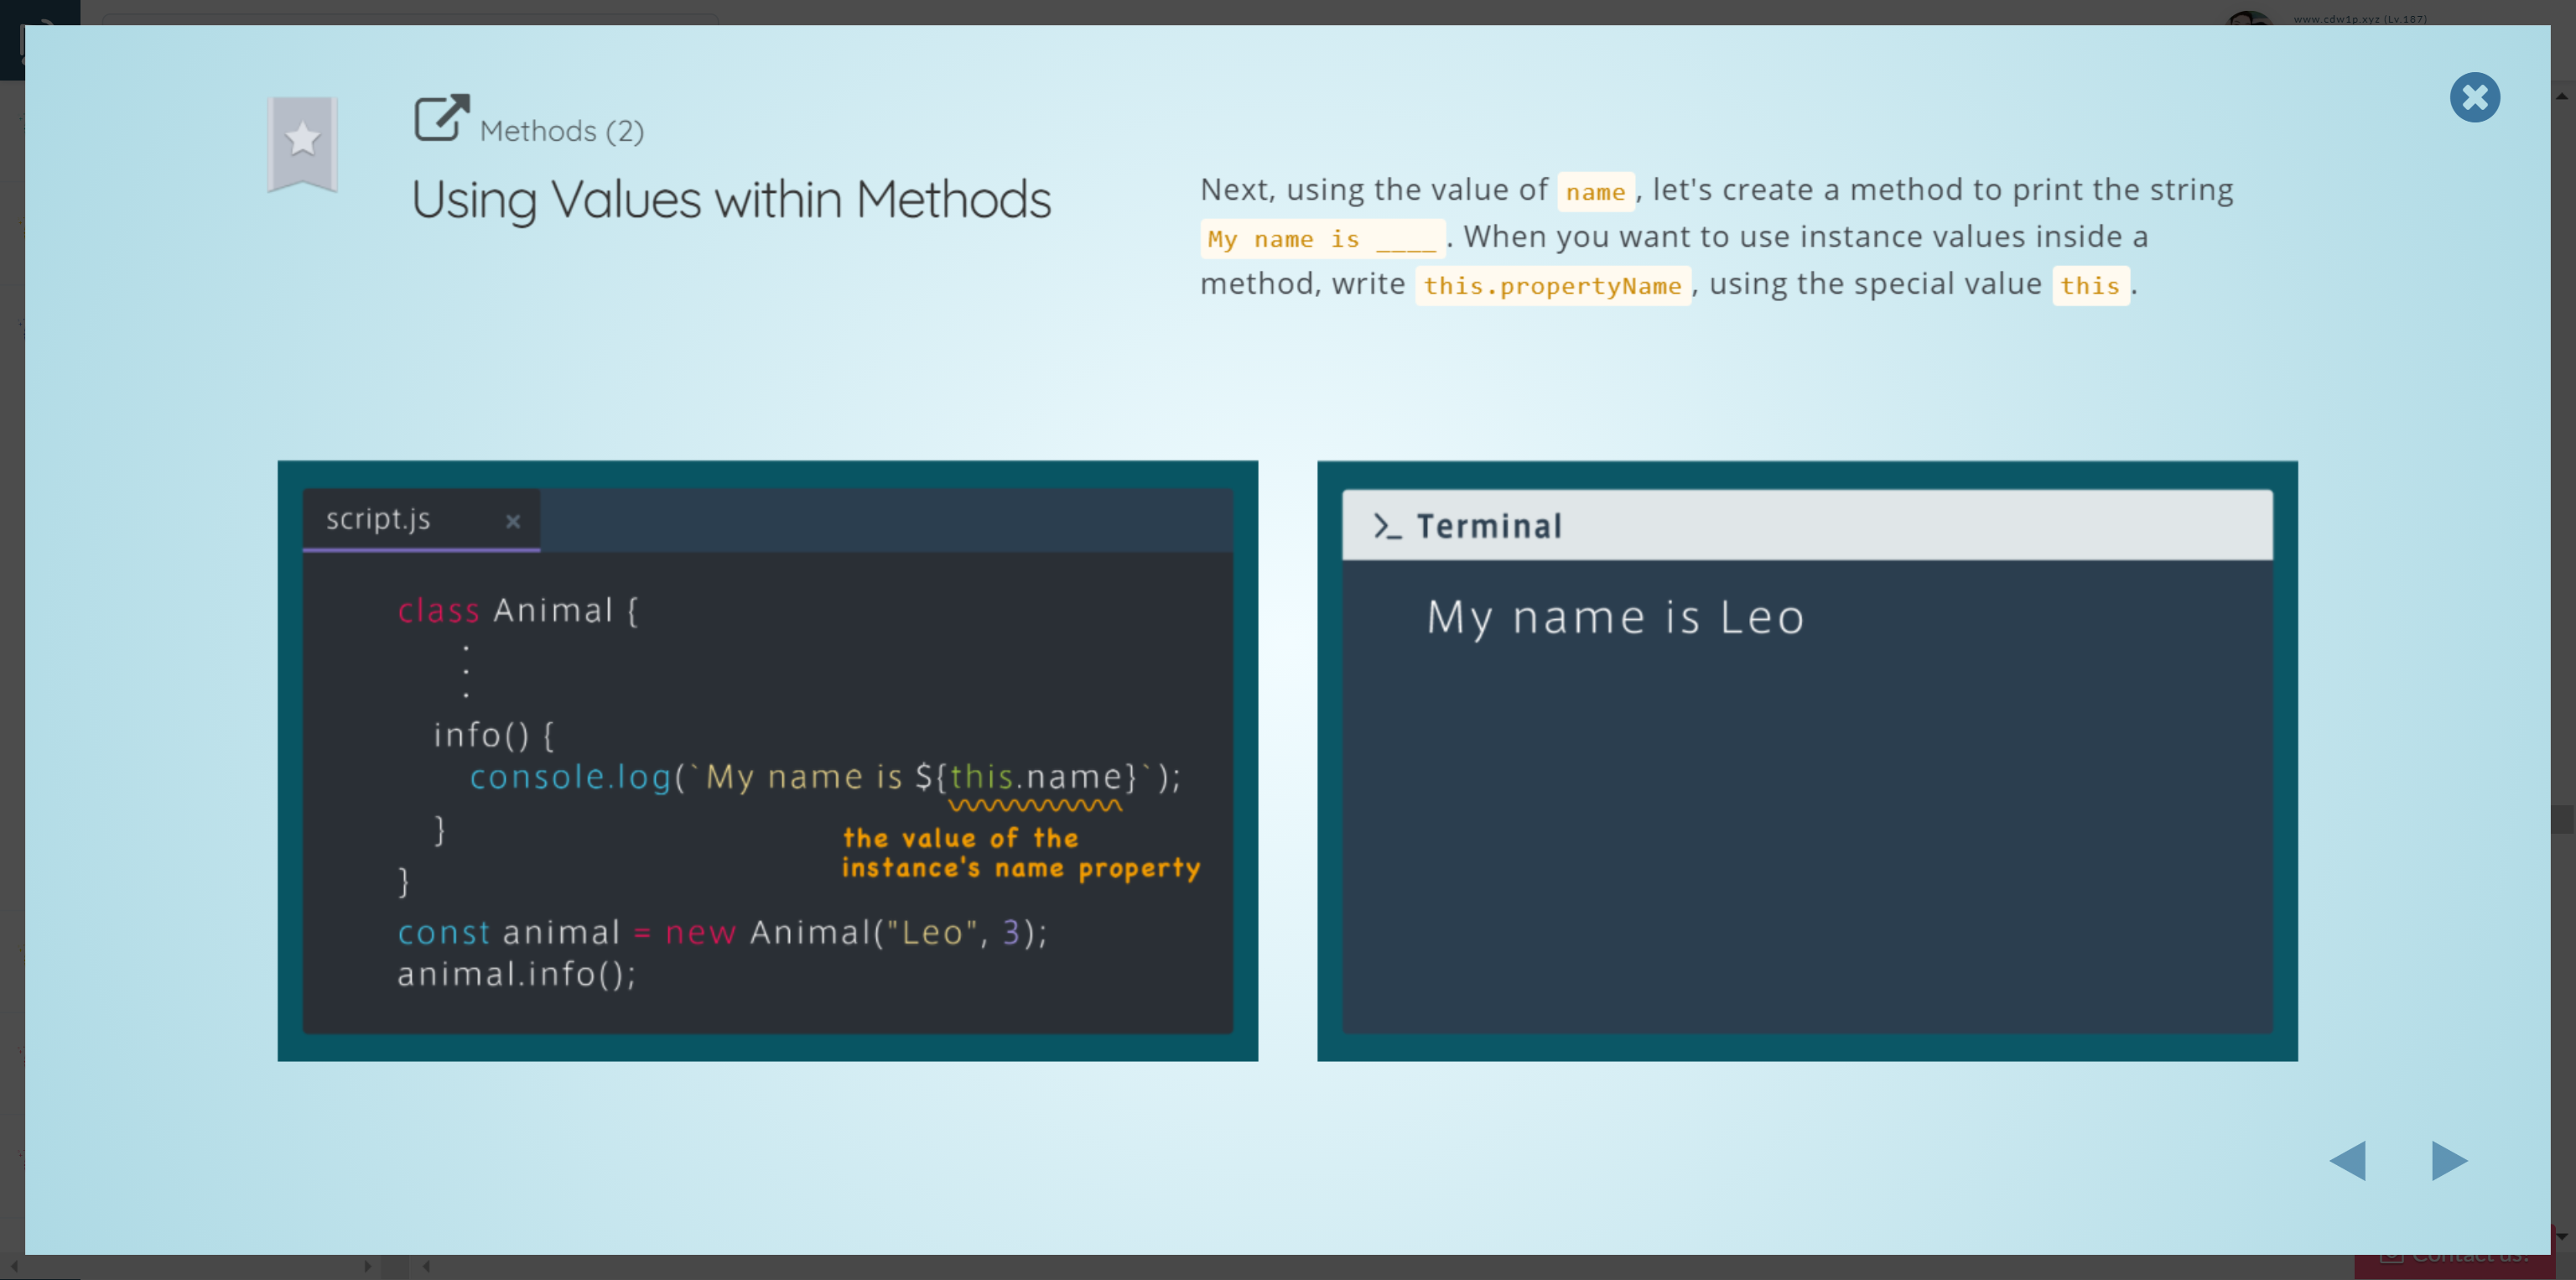 www.cdw1p.xyz (Lv.187)
Methods (2)
Using Values within Methods
Next, using the value of name, let's create a method to print the string
My name is ____. When you want to use instance values inside a
method, write this.propertyName, using the special value this.
script.js
class Animal {
.
.
.
info() {
console.log(`My name is ${this.name}`);
the value of the
instance's name property
}
}
const animal = new Animal("Leo", 3);
animal.info();
>_ Terminal
My name is Leo
Contact us!